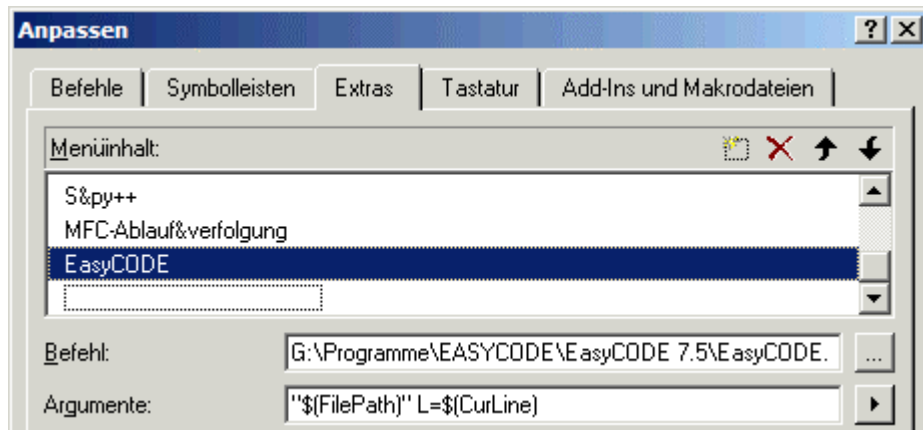 Anpassen
Befehle Symbolleisten Extras Tastatur Add-Ins und Makrodateien
Menüinhalt:
S&py++
MFC-Ablauf&verfolgung
EasyCODE
Befehl: G:\Programme\EASYCODE\EasyCODE 7.5\EasyCODE. ...
Argumente: "$(FilePath)" L=$(CurLine)